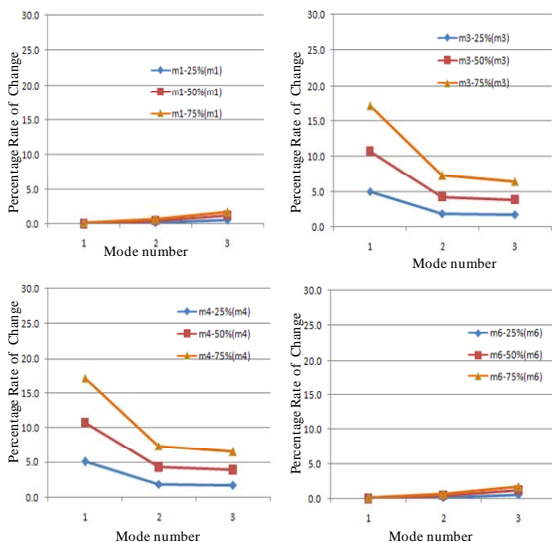 30.0
25.0
20.0
15.0
10.0
5.0
0.0
Percentage Rate of Change
m1-25%(m1)
m1-50%(m1)
m1-75%(m1)
1 2 3
Mode number
30.0
25.0
20.0
15.0
10.0
5.0
0.0
Percentage Rate of Change
m3-25%(m3)
m3-50%(m3)
m3-75%(m3)
1 2 3
Mode number
30.0
25.0
20.0
15.0
10.0
5.0
0.0
Percentage Rate of Change
m4-25%(m4)
m4-50%(m4)
m4-75%(m4)
1 2 3
Mode number
30.0
25.0
20.0
15.0
10.0
5.0
0.0
Percentage Rate of Change
m6-25%(m6)
m6-50%(m6)
m6-75%(m6)
1 2 3
Mode number